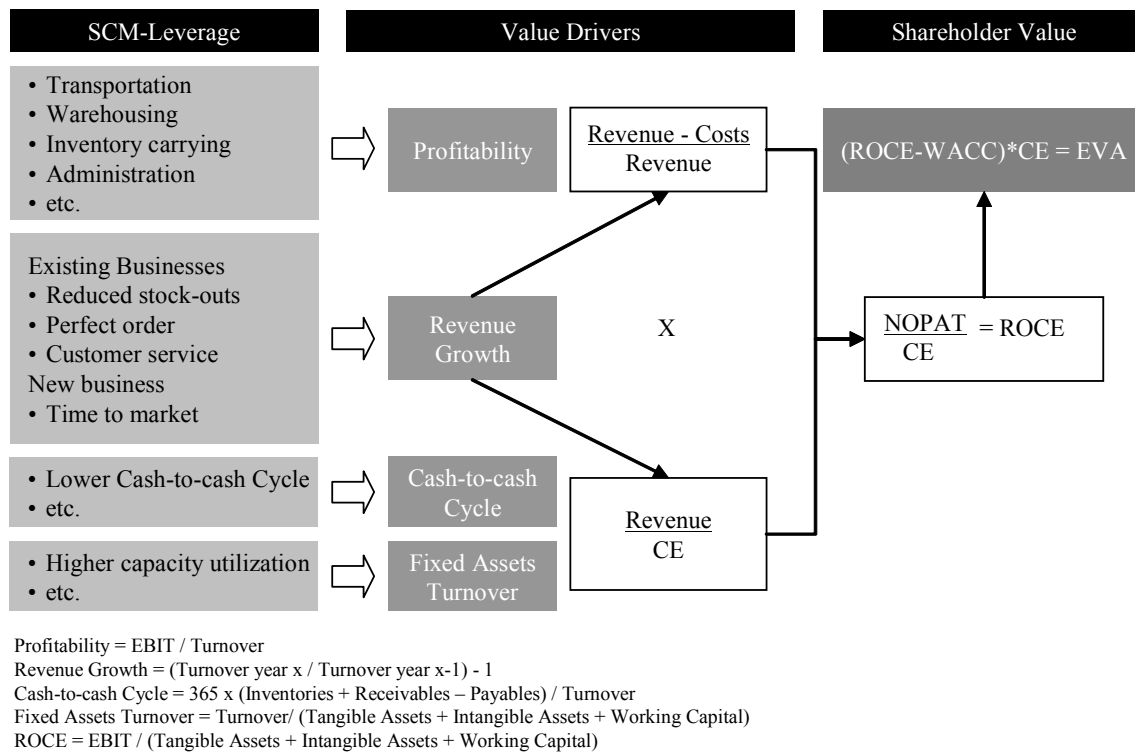 SCM-Leverage
Value Drivers
Shareholder Value
• Transportation
• Warehousing
• Inventory carrying
• Administration
• etc.
Profitability
Revenue - Costs
Revenue
(ROCE-WACC)*CE = EVA
Existing Businesses
• Reduced stock-outs
• Perfect order
• Customer service
New business
• Time to market
Revenue
Growth
X
NOPAT
CE
= ROCE
• Lower Cash-to-cash Cycle
• etc.
Cash-to-cash
Cycle
Revenue
CE
• Higher capacity utilization
• etc.
Fixed Assets
Turnover
Profitability = EBIT / Turnover
Revenue Growth = (Turnover year x / Turnover year x-1) - 1
Cash-to-cash Cycle = 365 x (Inventories + Receivables – Payables) / Turnover
Fixed Assets Turnover = Turnover/ (Tangible Assets + Intangible Assets + Working Capital)
ROCE = EBIT / (Tangible Assets + Intangible Assets + Working Capital)